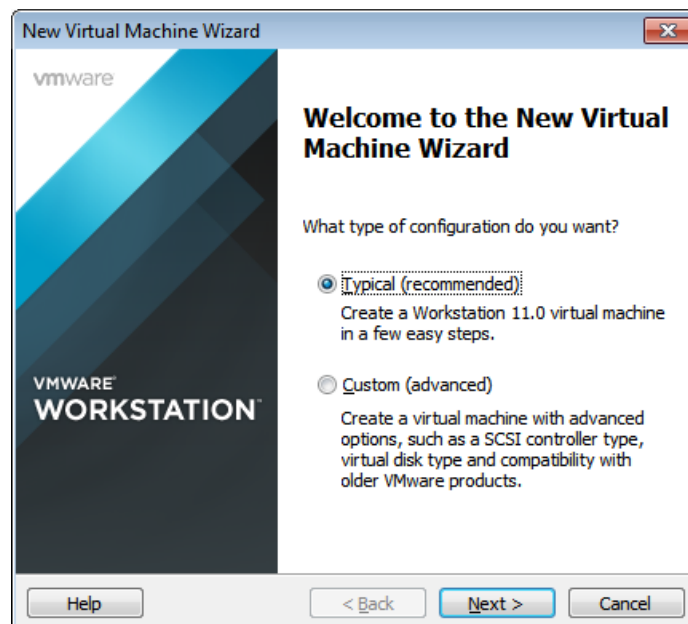 New Virtual Machine Wizard
vmware
Welcome to the New Virtual
Machine Wizard
What type of configuration do you want?
Typical (recommended)
Create a Workstation 11.0 virtual machine
in a few easy steps.
Custom (advanced)
Create a virtual machine with advanced
options, such as a SCSI controller type,
virtual disk type and compatibility with
older VMware products.
VMWARE®
WORKSTATION™
Help
< Back
Next >
Cancel